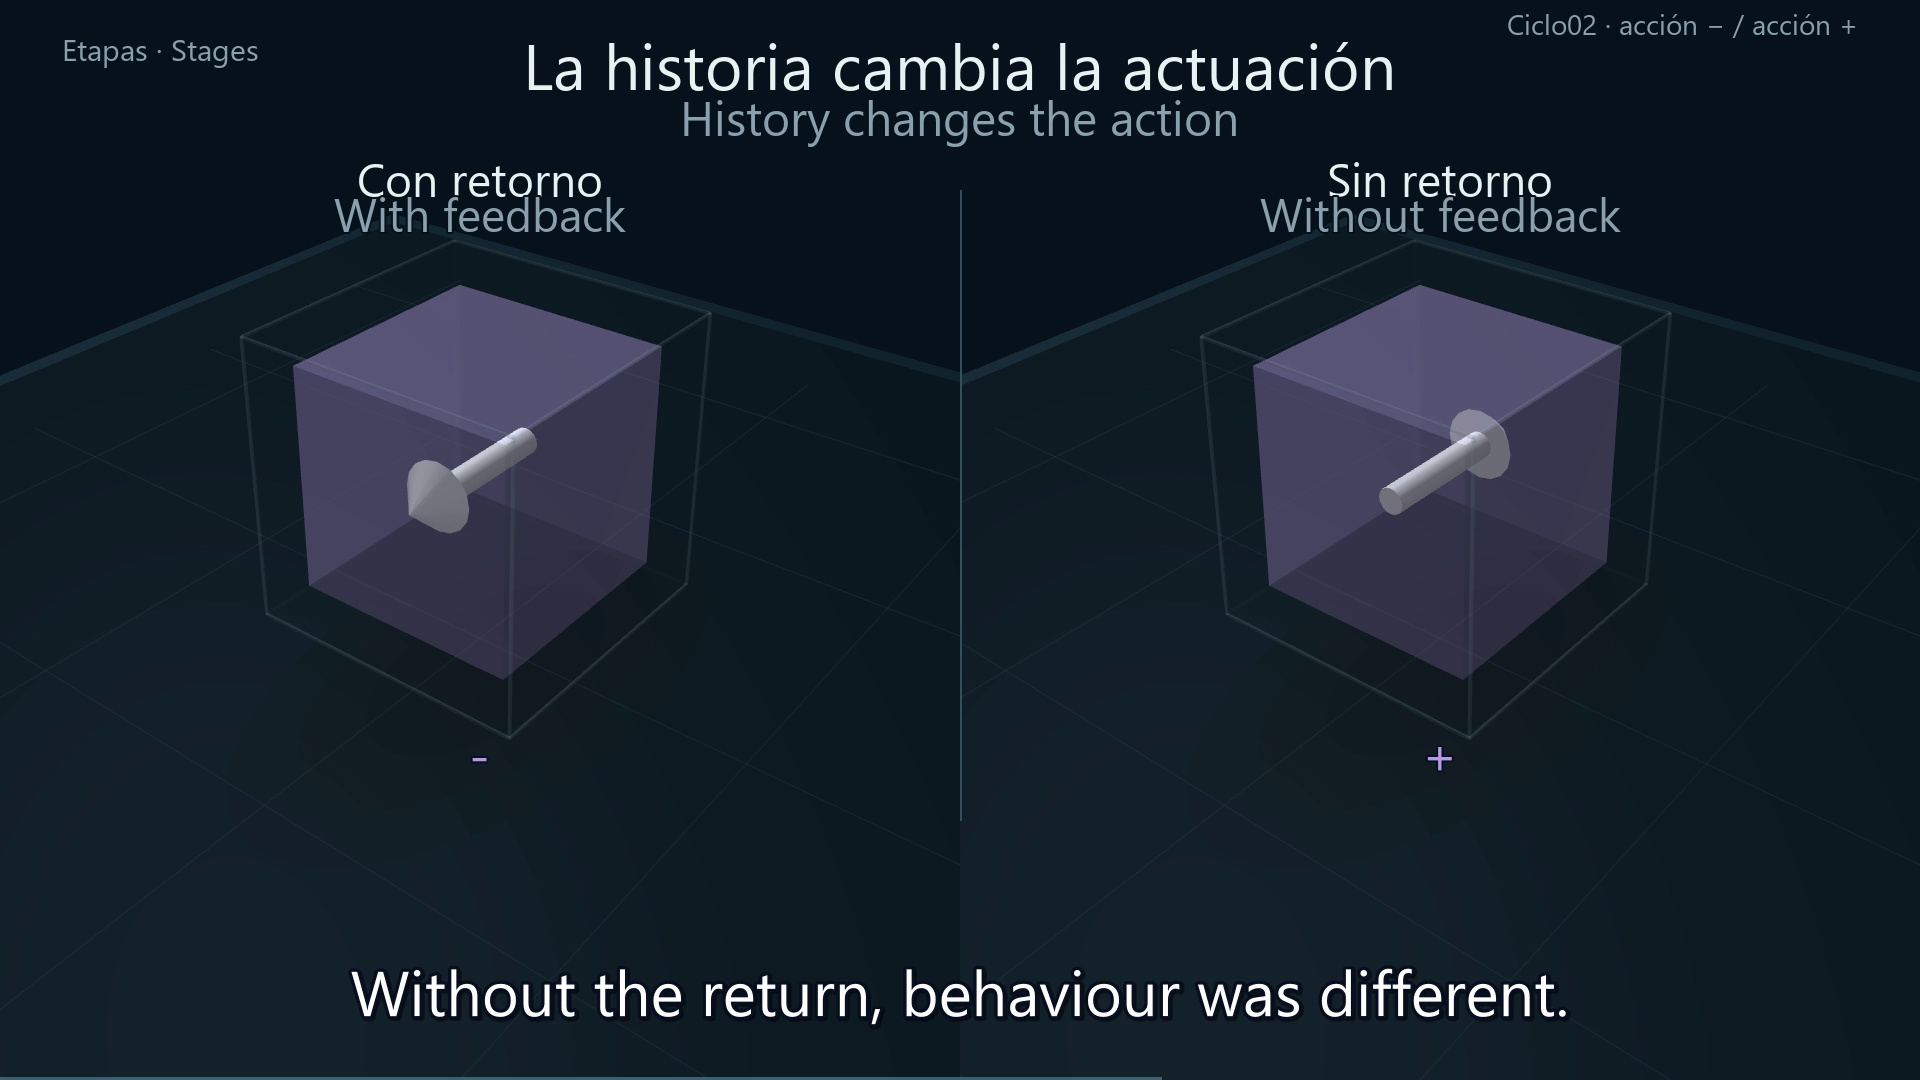 Etapas · Stages
Ciclo02 · acción − / acción +
La historia cambia la actuación
History changes the action
Con retorno
With feedback
Sin retorno
Without feedback
-
+
Without the return, behaviour was different.